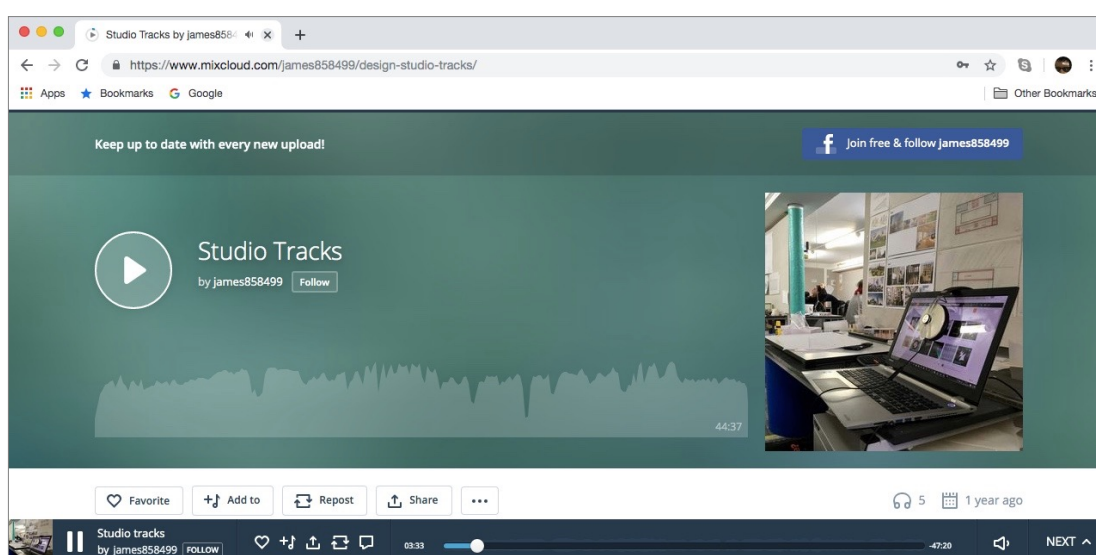 Studio Tracks by james8584
https://www.mixcloud.com/james858499/design-studio-tracks/
Apps Bookmarks Google Other Bookmarks
Keep up to date with every new upload!
Join free & follow james858499
Studio Tracks
by james858499 Follow
44:37
Favorite Add to Repost Share 5 1 year ago
Studio tracks
by james858499 FOLLOW
03:33 -47:20 NEXT